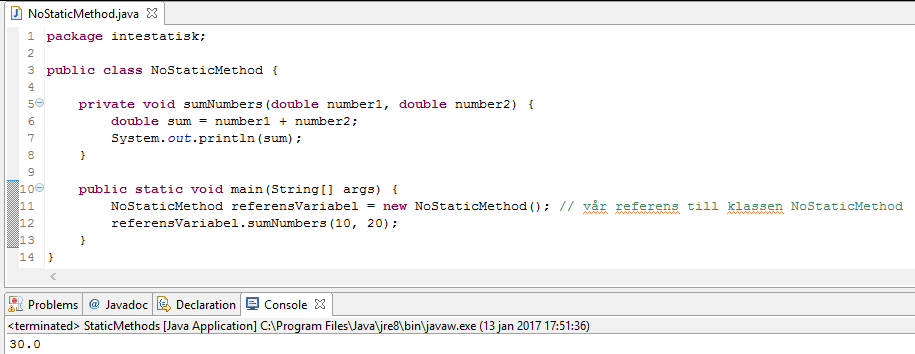 NoStaticMethod.java
1 package intestatisk;
2
3 public class NoStaticMethod {
4
5 private void sumNumbers(double number1, double number2) {
6 double sum = number1 + number2;
7 System.out.println(sum);
8 }
9
10 public static void main(String[] args) {
11 NoStaticMethod referensVariabel = new NoStaticMethod(); // vår referens till klassen NoStaticMethod
12 referensVariabel.sumNumbers(10, 20);
13 }
14 }
Problems @ Javadoc Declaration Console
<terminated> StaticMethods [Java Application] C:\Program Files\Java\jre8\bin\javaw.exe (13 jan 2017 17:51:36)
30.0